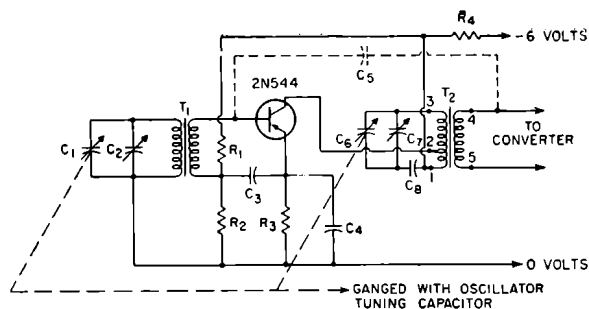 R4
-6 VOLTS
2N544
C5
T1
T2
C1
C2
R1
C3
R2
R3
C4
C6
C7
C8
3
2
1
4
5
TO
CONVERTER
0 VOLTS
GANGED WITH OSCILLATOR
TUNING CAPACITOR